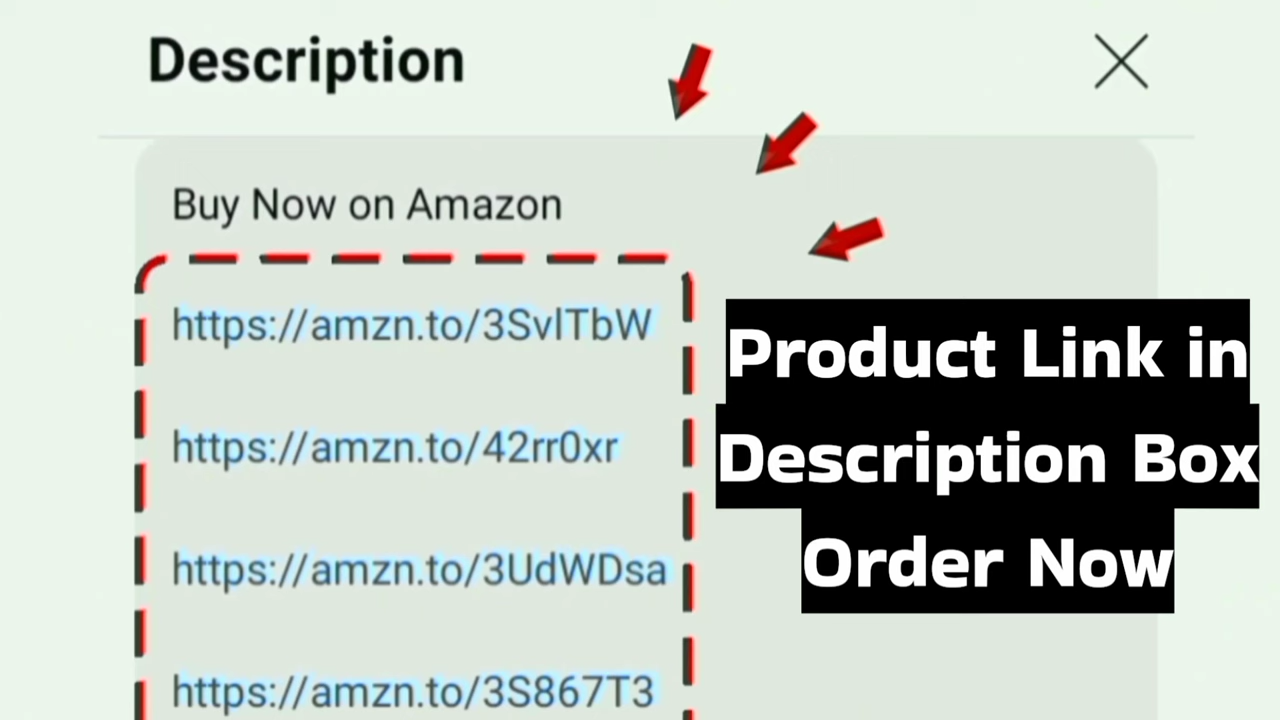 Description
Buy Now on Amazon
https://amzn.to/3SvlTbW
https://amzn.to/42rr0xr
https://amzn.to/3UdWDsa
https://amzn.to/3S867T3
Product Link in
Description Box
Order Now